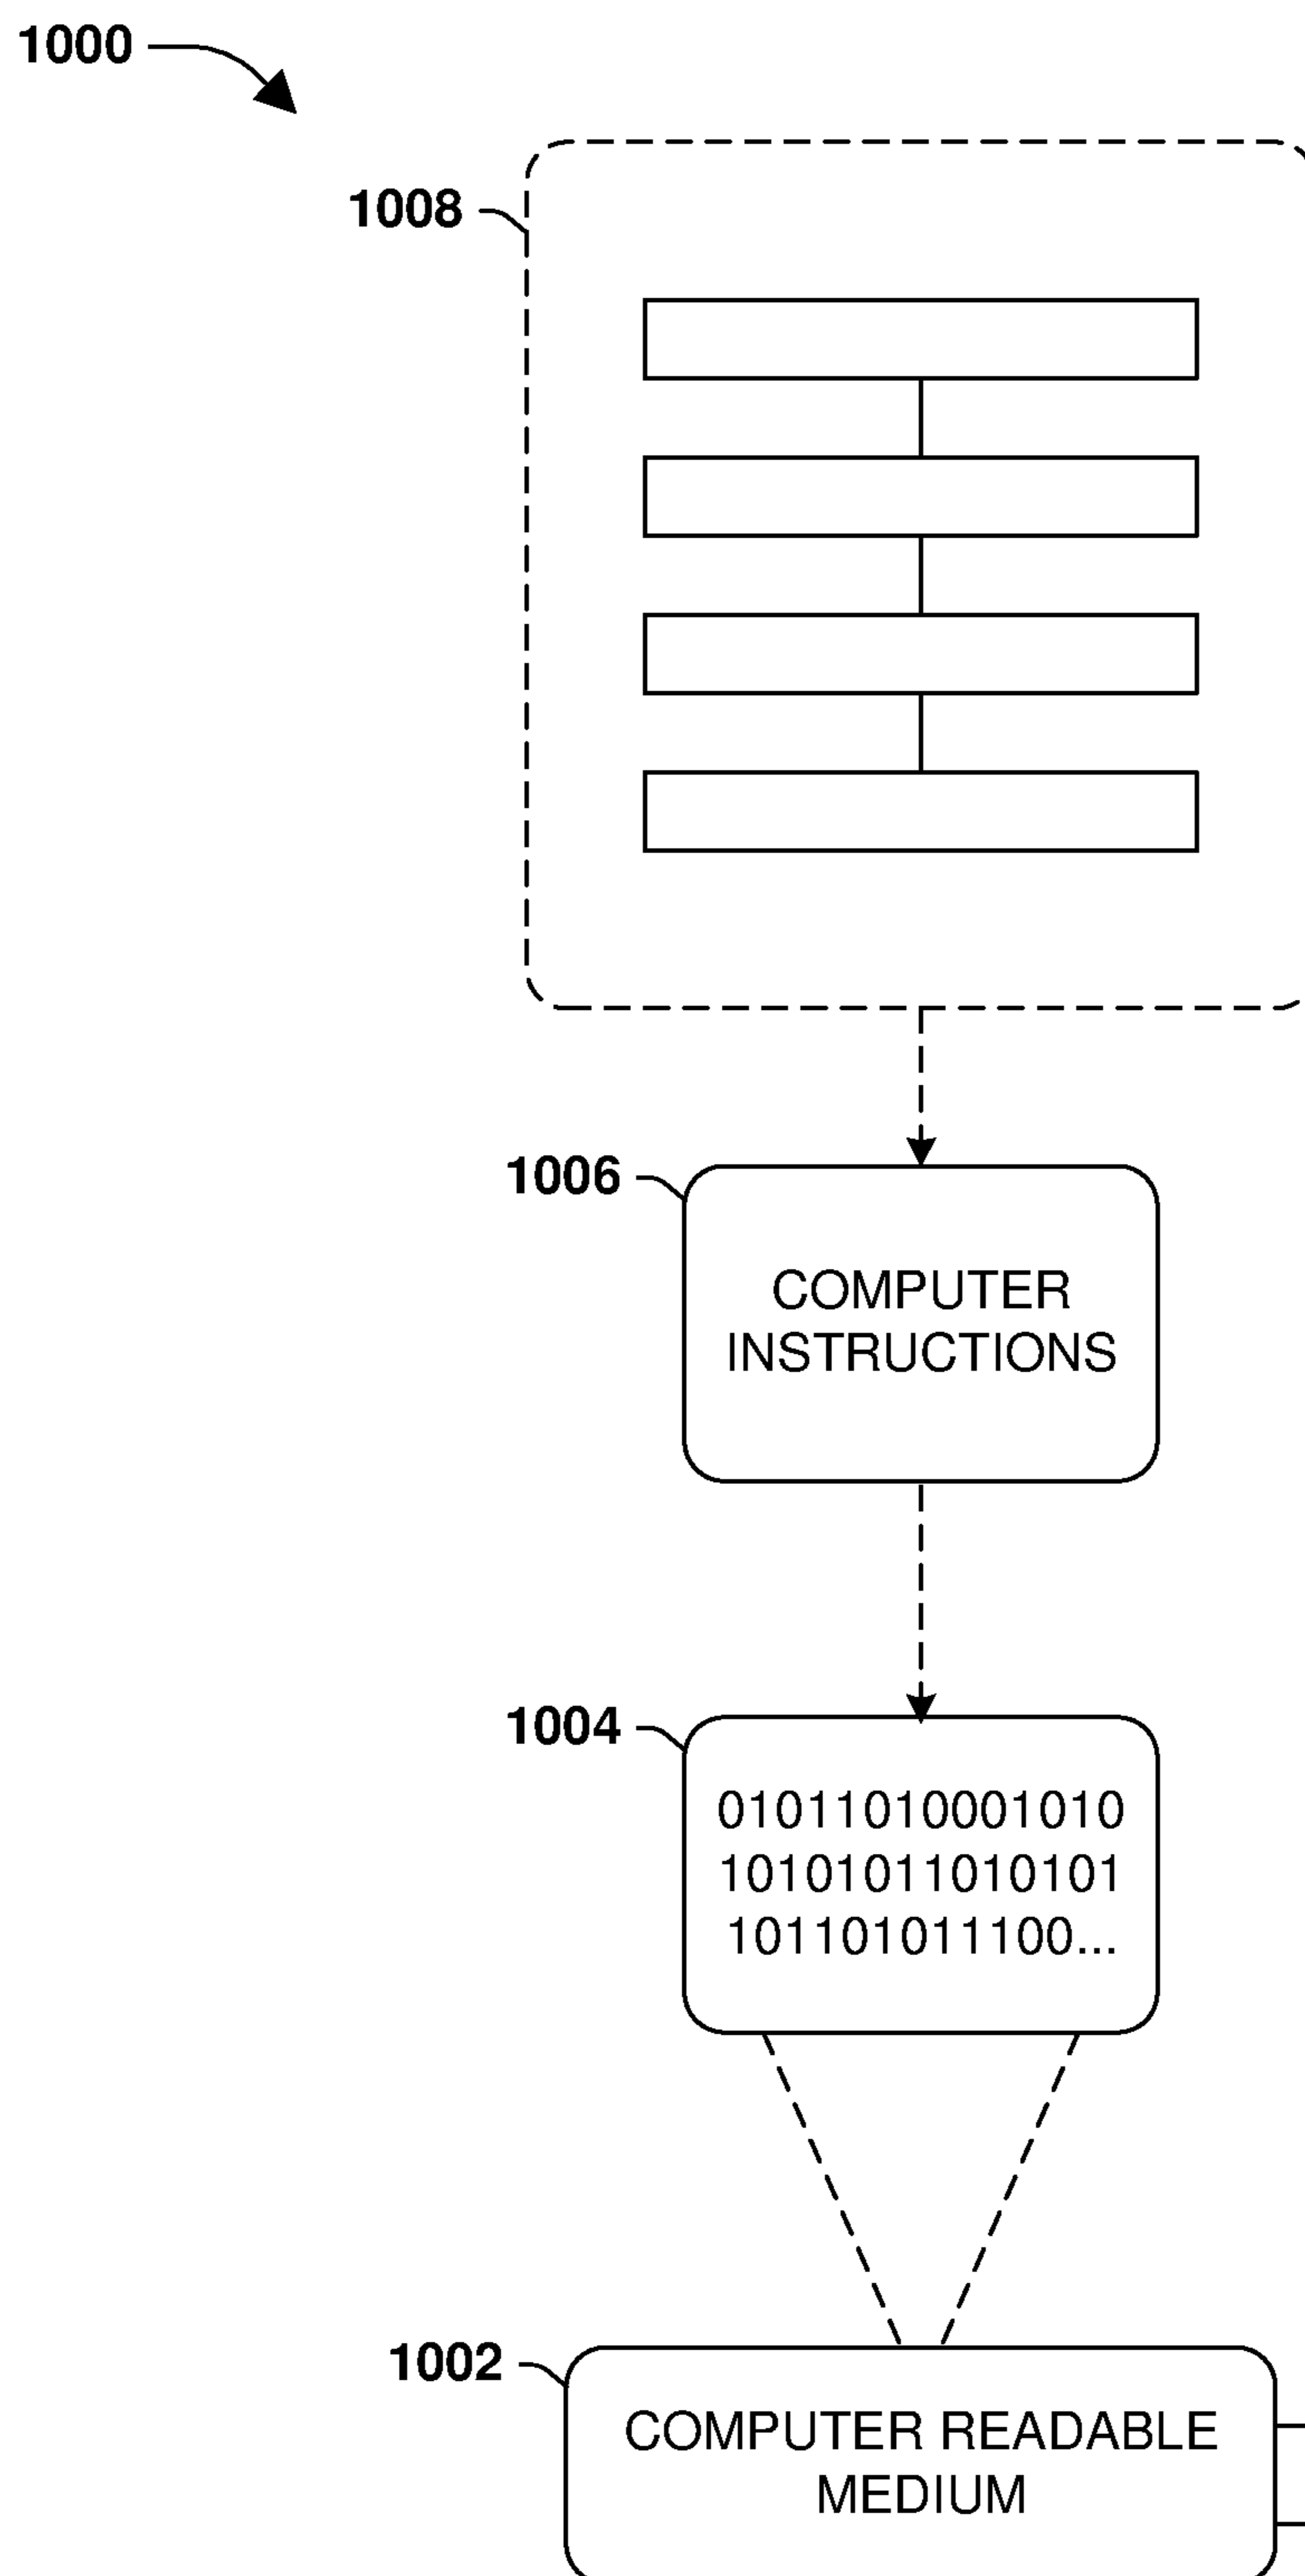 1000
1008
1006
COMPUTER
INSTRUCTIONS
1004
01011010001010
10101011010101
101101011100...
1002
COMPUTER READABLE
MEDIUM